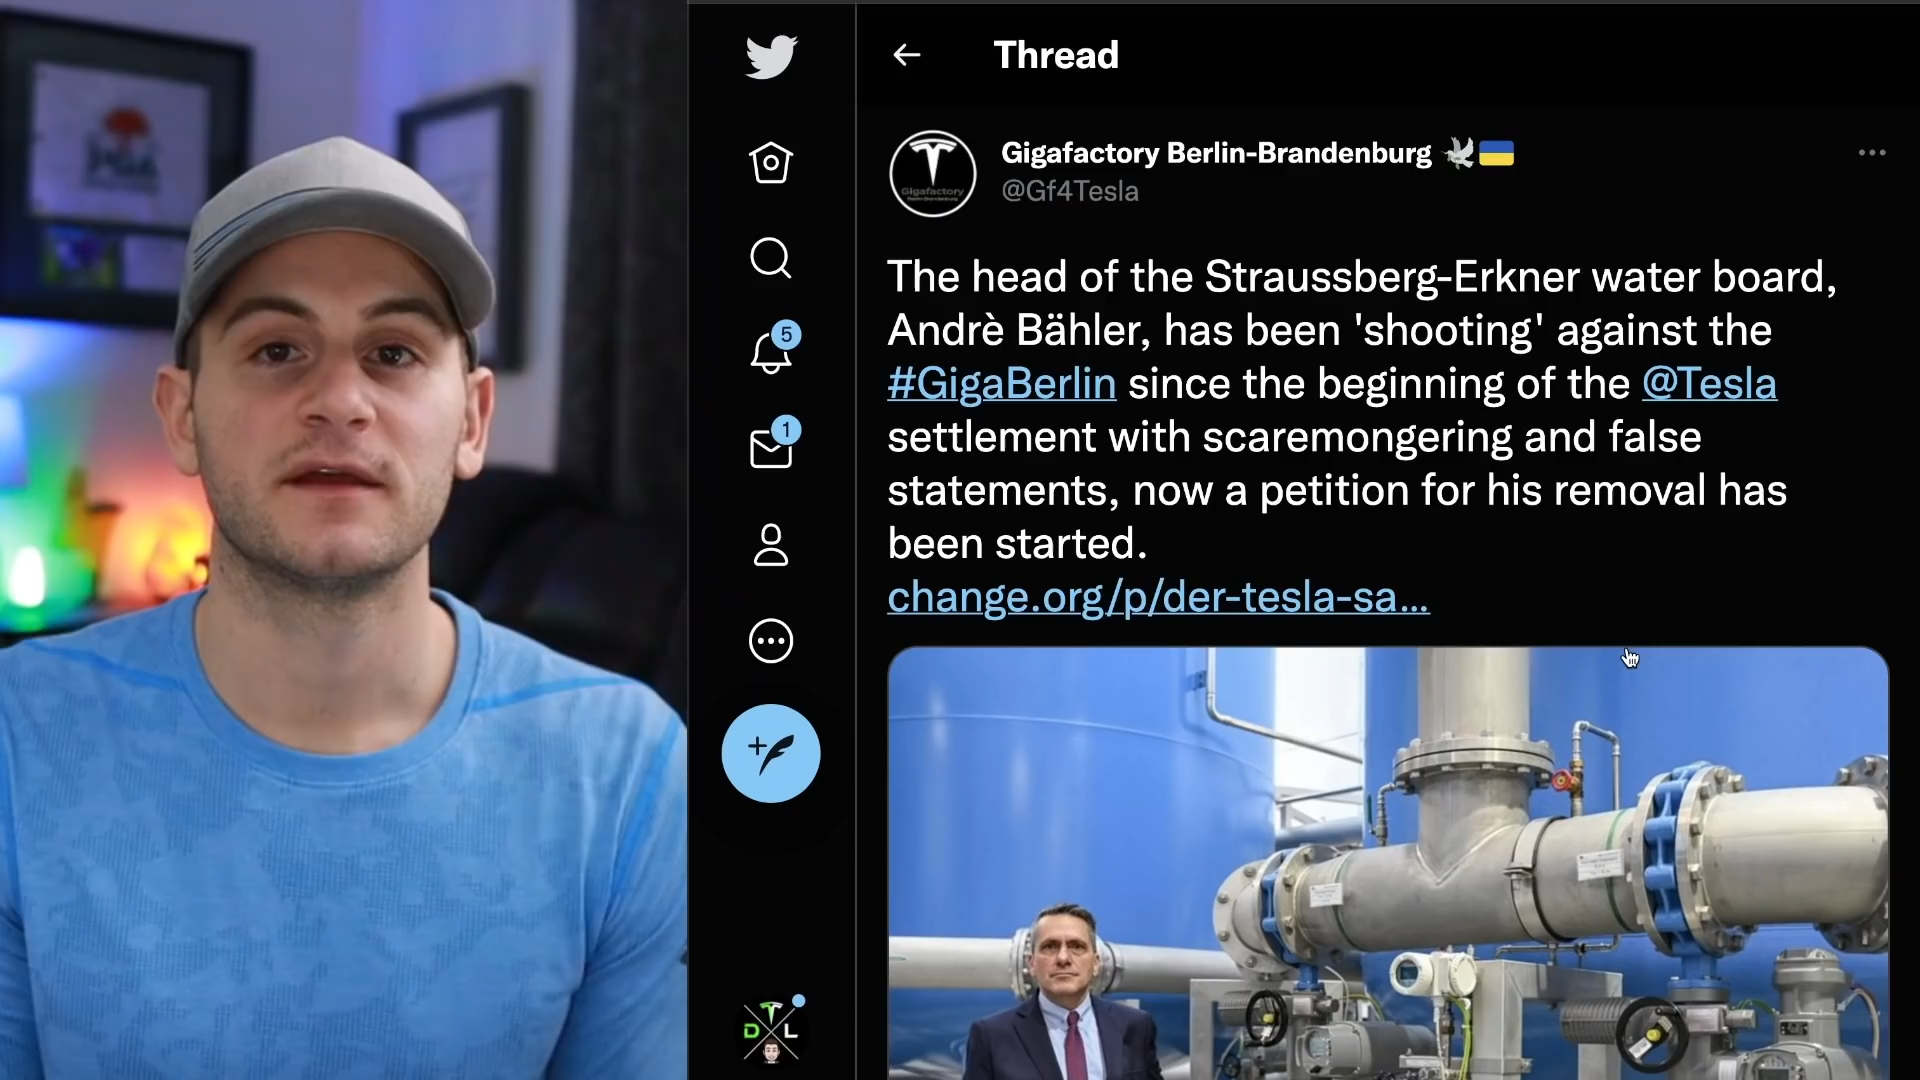 PGA
Thread
Gigafactory Berlin-Brandenburg
@Gf4Tesla
Gigafactory
5
1
The head of the Straussberg-Erkner water board,
Andrè Bähler, has been 'shooting' against the
#GigaBerlin since the beginning of the @Tesla
settlement with scaremongering and false
statements, now a petition for his removal has
been started.
change.org/p/der-tesla-sa...
D L